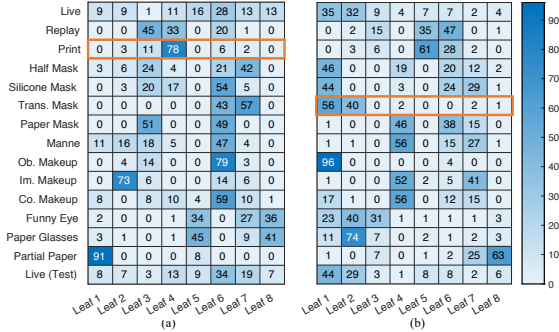 Live 9 9 1 11 16 28 13 13 35 32 9 4 7 7 2 4
Replay 0 0 45 33 0 20 1 0 0 2 15 0 35 47 0 0
Print 0 3 11 78 0 6 2 0 0 3 6 0 61 28 2 0
Half Mask 3 6 24 4 0 21 42 0 46 0 0 19 0 20 12 2
Silicone Mask 0 3 20 17 0 54 5 0 44 0 0 3 0 24 29 1
Trans. Mask 0 0 0 0 0 43 57 0 56 40 0 2 0 0 2 1
Paper Mask 0 0 51 0 0 49 0 0 1 0 0 46 0 38 15 0
Manne 11 16 18 5 0 47 4 0 1 1 0 56 0 15 27 1
Ob. Makeup 0 4 14 0 0 79 3 0 96 0 0 0 0 4 0 0
Im. Makeup 0 73 6 0 0 14 6 0 1 0 0 52 2 5 41 0
Co. Makeup 8 0 8 10 4 59 10 1 17 1 0 56 0 12 15 0
Funny Eye 2 0 0 1 34 0 27 36 23 40 31 1 1 1 1 3
Paper Glasses 3 1 0 1 45 0 9 41 11 74 7 0 2 1 2 3
Partial Paper 91 0 0 0 8 0 0 0 1 0 7 0 1 2 25 63
Live (Test) 8 7 3 13 9 34 19 7 44 29 3 1 8 8 2 6
Leaf 1 Leaf 2 Leaf 3 Leaf 4 Leaf 5 Leaf 6 Leaf 7 Leaf 8 Leaf 1 Leaf 2 Leaf 3 Leaf 4 Leaf 5 Leaf 6 Leaf 7 Leaf 8
(a) (b)
90
80
70
60
50
40
30
20
10
0